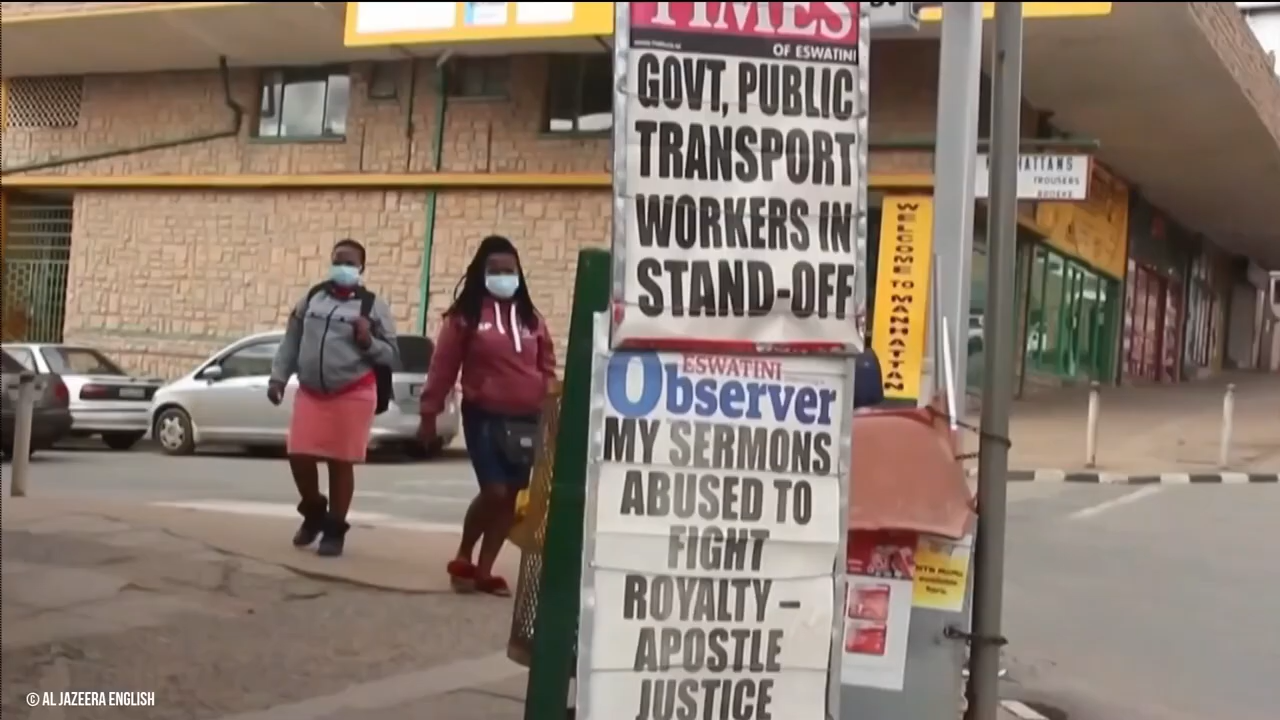 TIMES
OF ESWATINI
GOVT, PUBLIC
TRANSPORT
WORKERS IN
STAND-OFF
ESWATINI
Observer
MY SERMONS
ABUSED TO
FIGHT
ROYALTY –
APOSTLE
JUSTICE
WELCOME TO MANHATTAN
HATTANS
TROUSERS
© AL JAZEERA ENGLISH